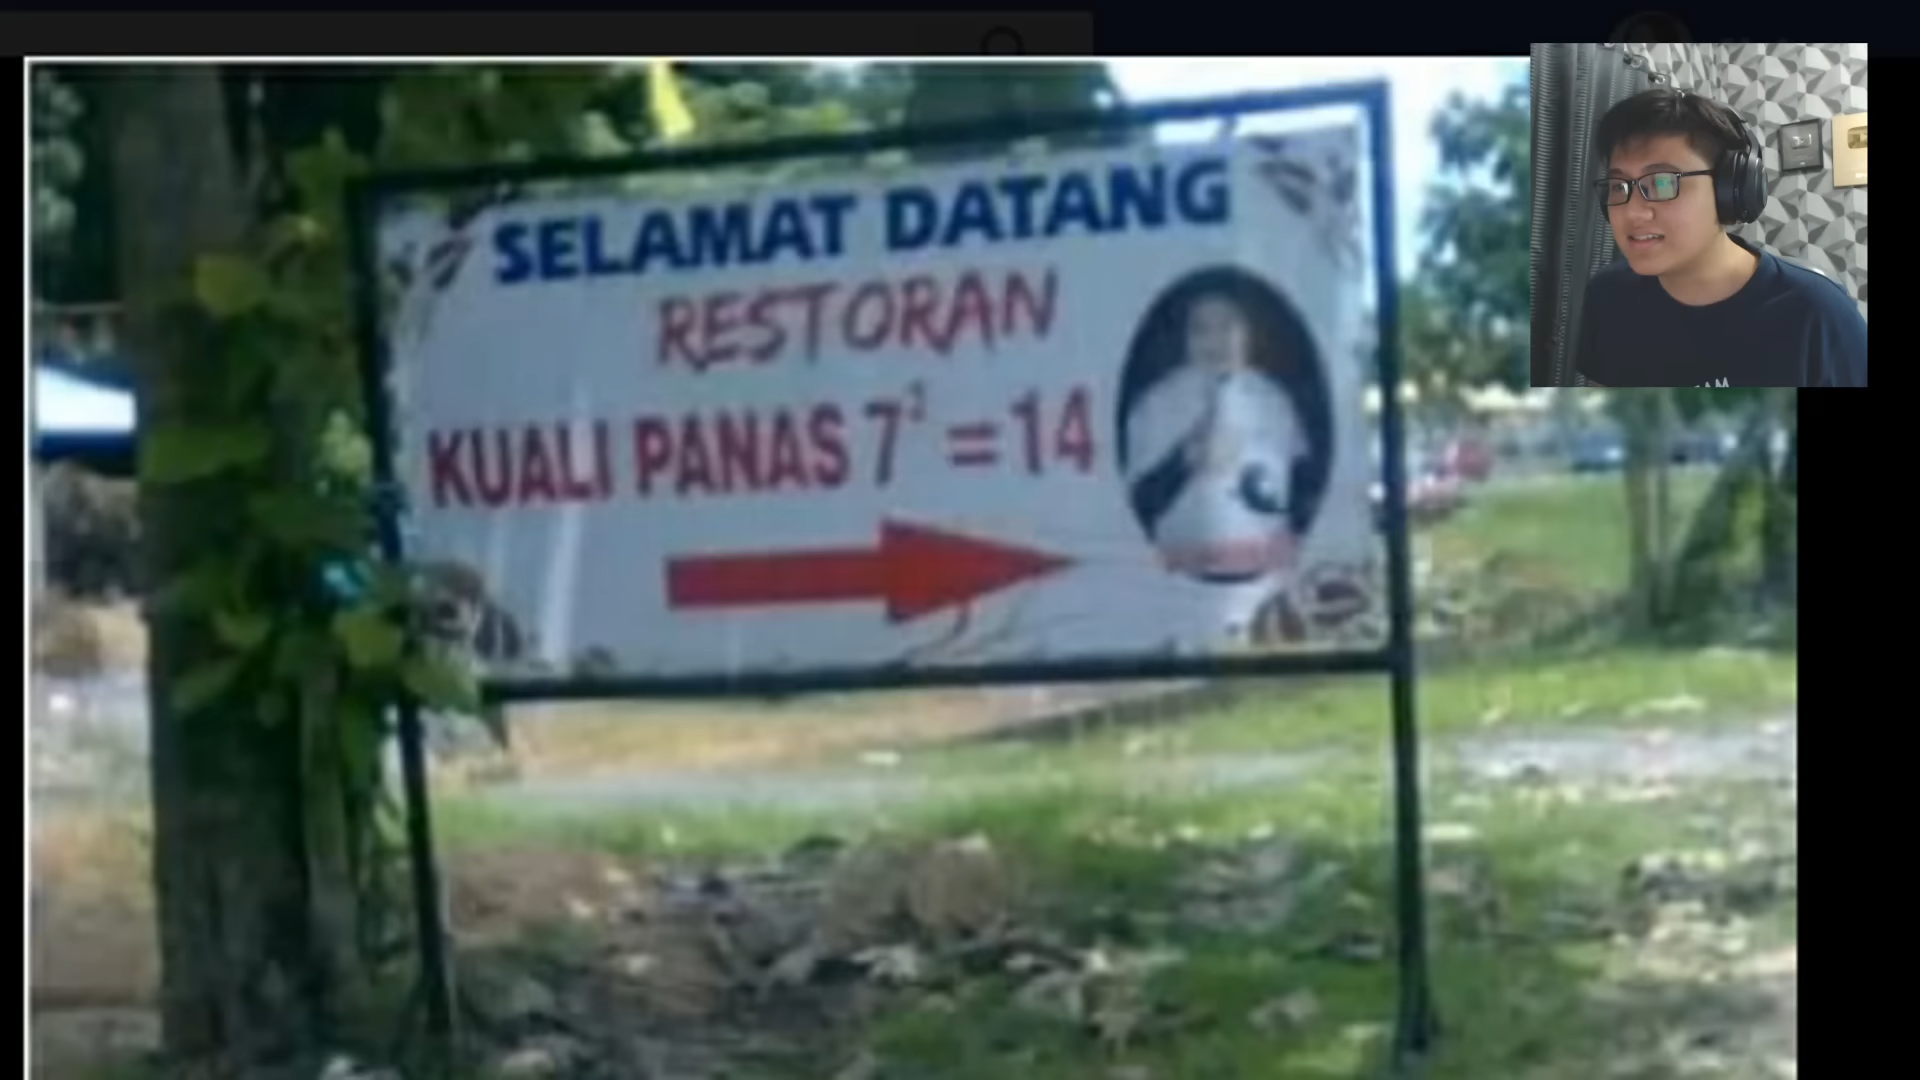 SELAMAT DATANG
RESTORAN
KUALI PANAS 7² = 14